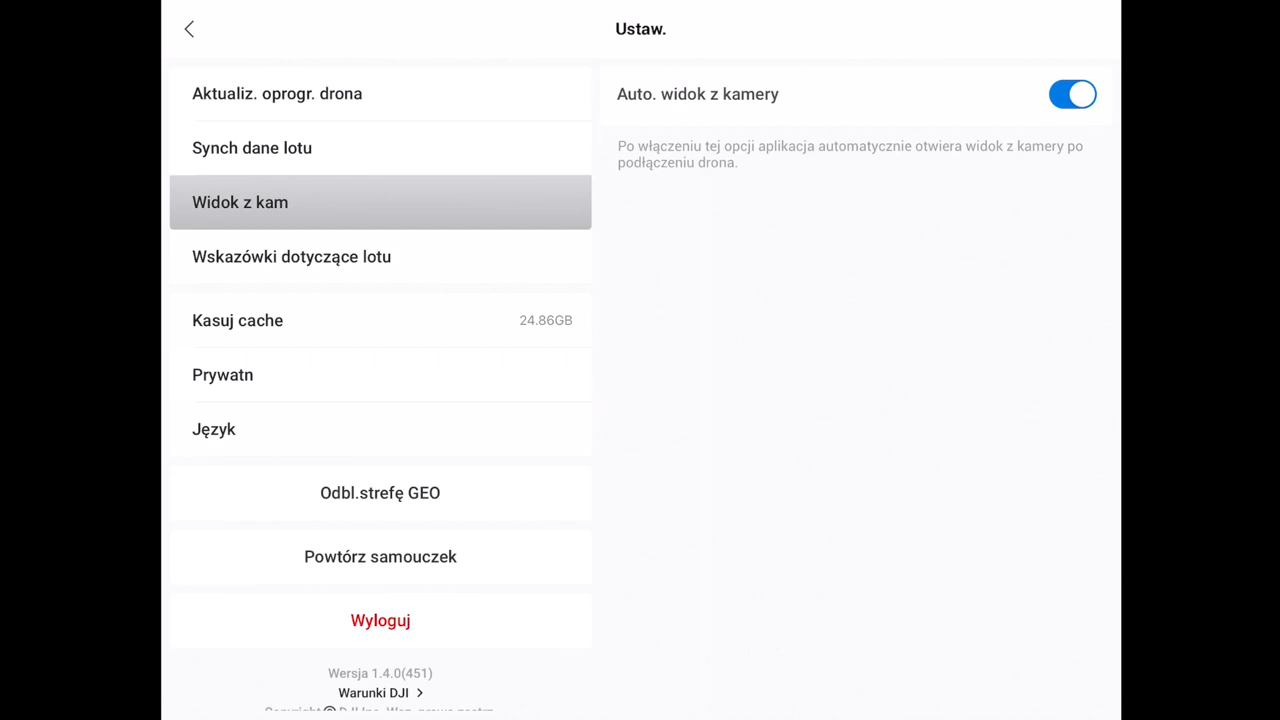 Ustaw.
Aktualiz. oprogr. drona
Synch dane lotu
Widok z kam
Wskazówki dotyczące lotu
Kasuj cache 24.86GB
Prywatn
Język
Odbl.strefę GEO
Powtórz samouczek
Wyloguj
Wersja 1.4.0(451)
Warunki DJI
Auto. widok z kamery
Po włączeniu tej opcji aplikacja automatycznie otwiera widok z kamery po
podłączeniu drona.